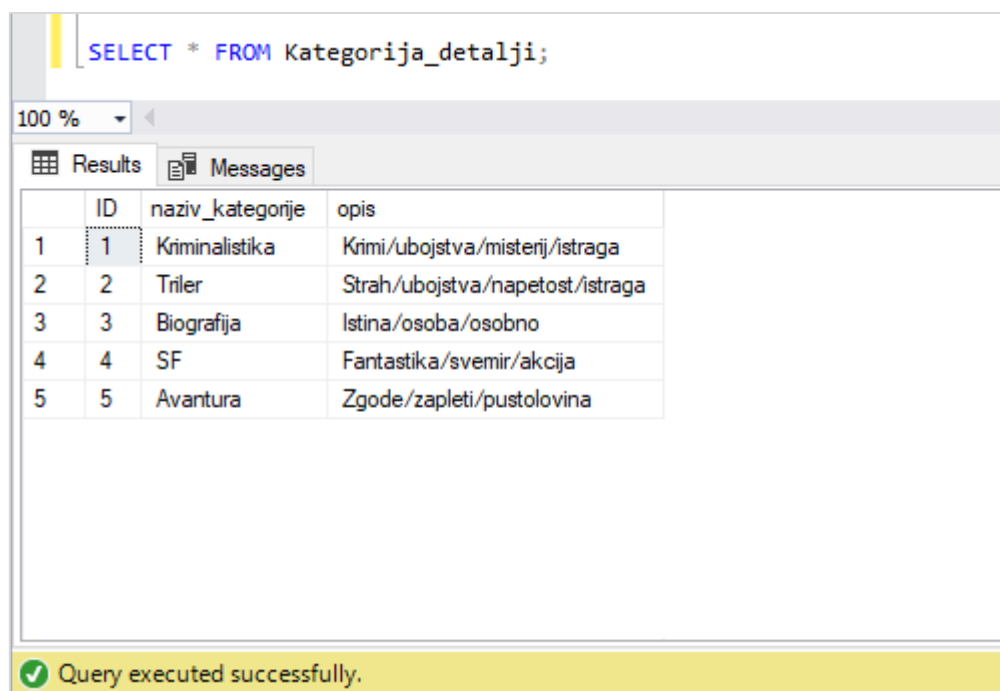 SELECT * FROM Kategorija_detalji;
100 %
Results Messages
ID naziv_kategorije opis
1 1 Kriminalistika Krimi/ubojstva/misterij/istraga
2 2 Triler Strah/ubojstva/napetost/istraga
3 3 Biografija Istina/osoba/osobno
4 4 SF Fantastika/svemir/akcija
5 5 Avantura Zgode/zapleti/pustolovina
Query executed successfully.